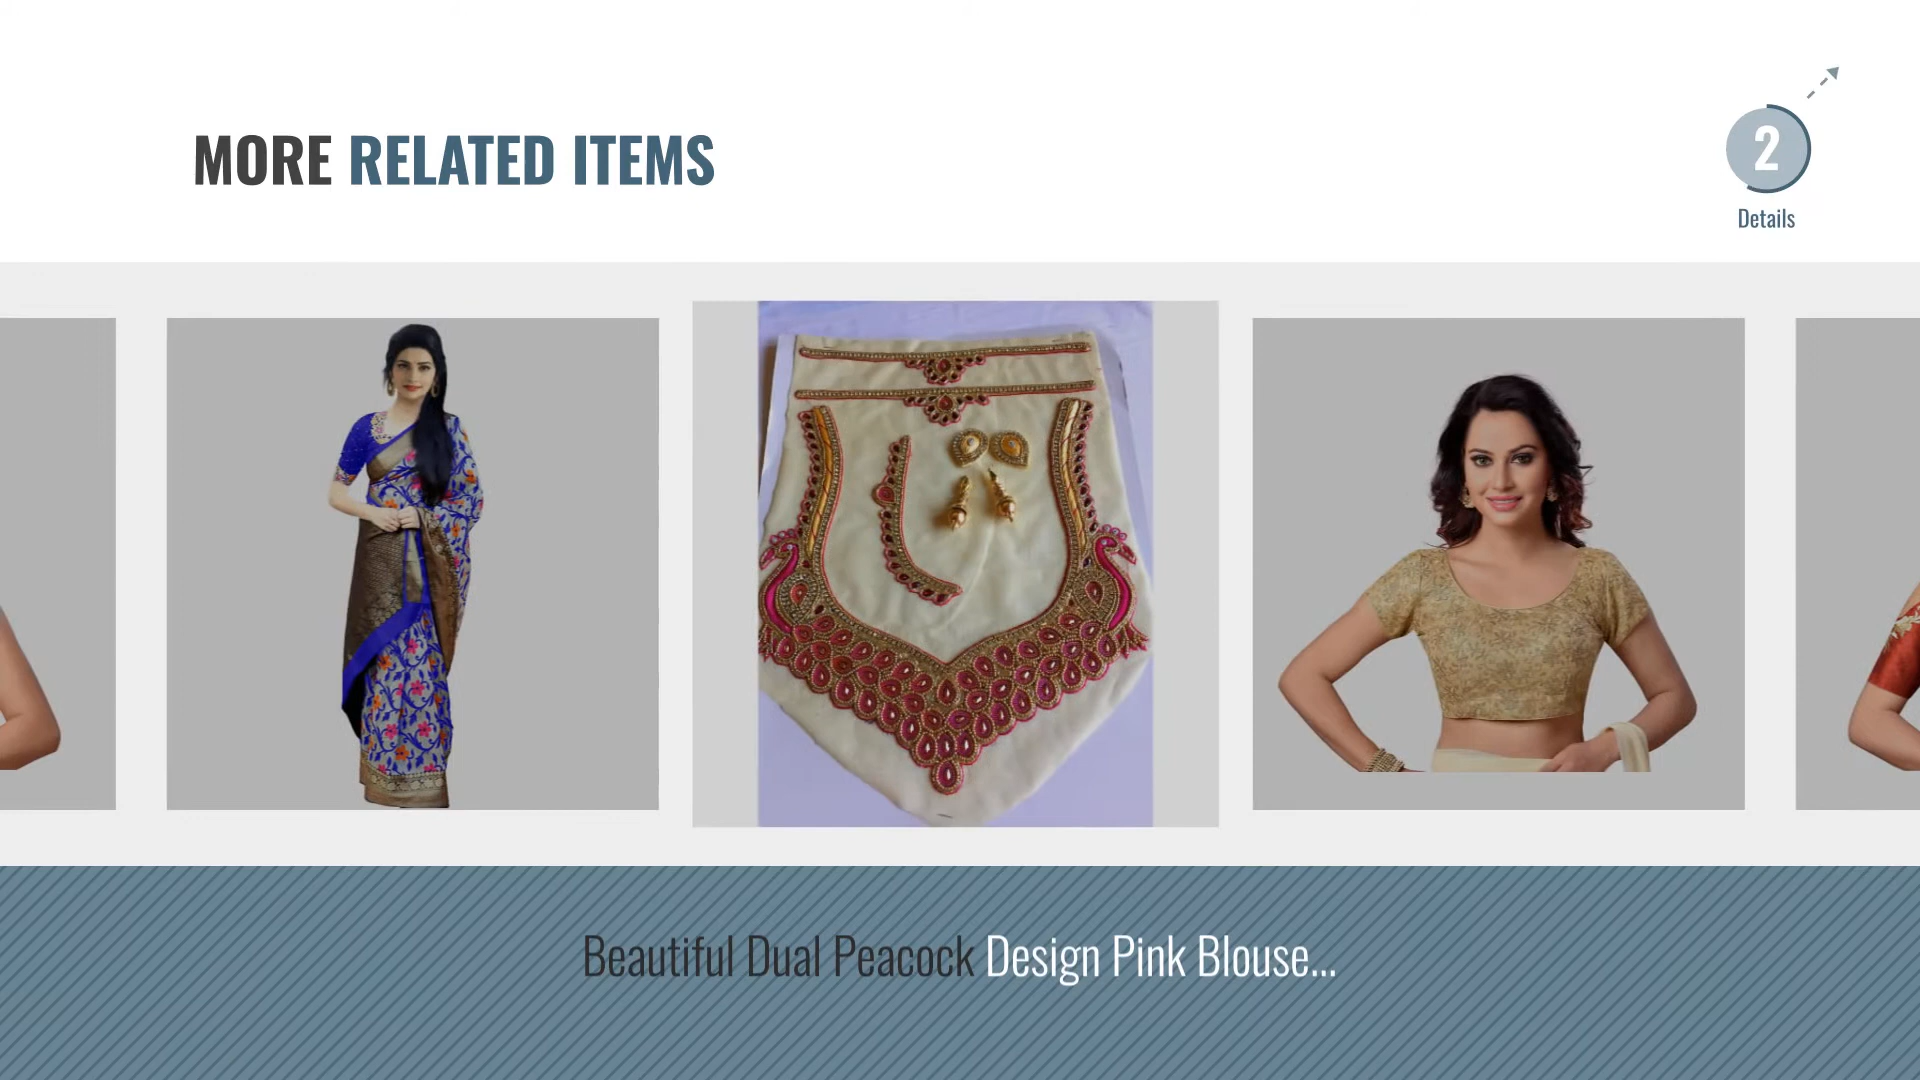 MORE RELATED ITEMS
2
Details
Beautiful Dual Peacock Design Pink Blouse...